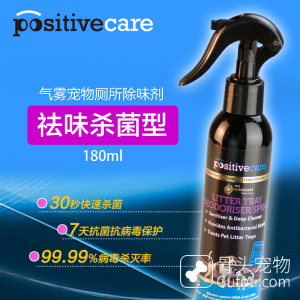 positivecare
气雾宠物厕所除味剂
祛味杀菌型
180ml
30秒快速杀菌
7天抗菌抗病毒保护
99.99%病毒杀灭率
positivecare
LITTER TRAY
DEODORISER SPRAY
Sanitiser & Deep Cleaner
Provides Antibacterial Shield
Treats Pet Litter Trays
骨头宠物
gutou.com